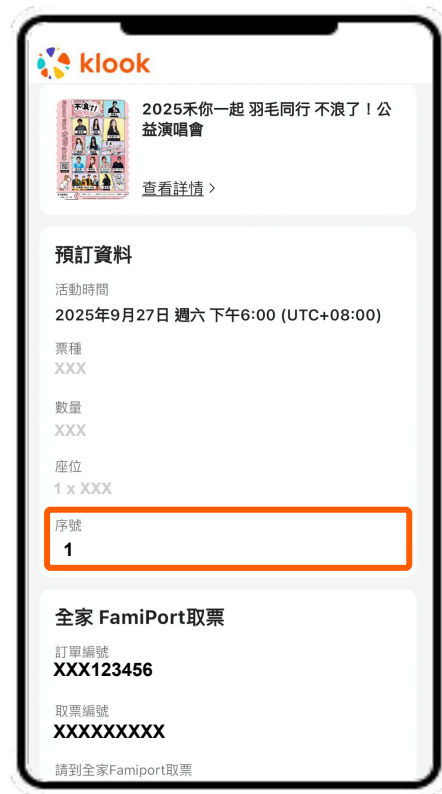 klook
不浪了!
2025禾你一起 羽毛同行 不浪了！公
益演唱會
查看詳情 >
預訂資料
活動時間
2025年9月27日 週六 下午6:00 (UTC+08:00)
票種
XXX
數量
XXX
座位
1 x XXX
序號
1
全家 FamiPort取票
訂單編號
XXX123456
取票編號
XXXXXXXXX
請到全家Famiport取票